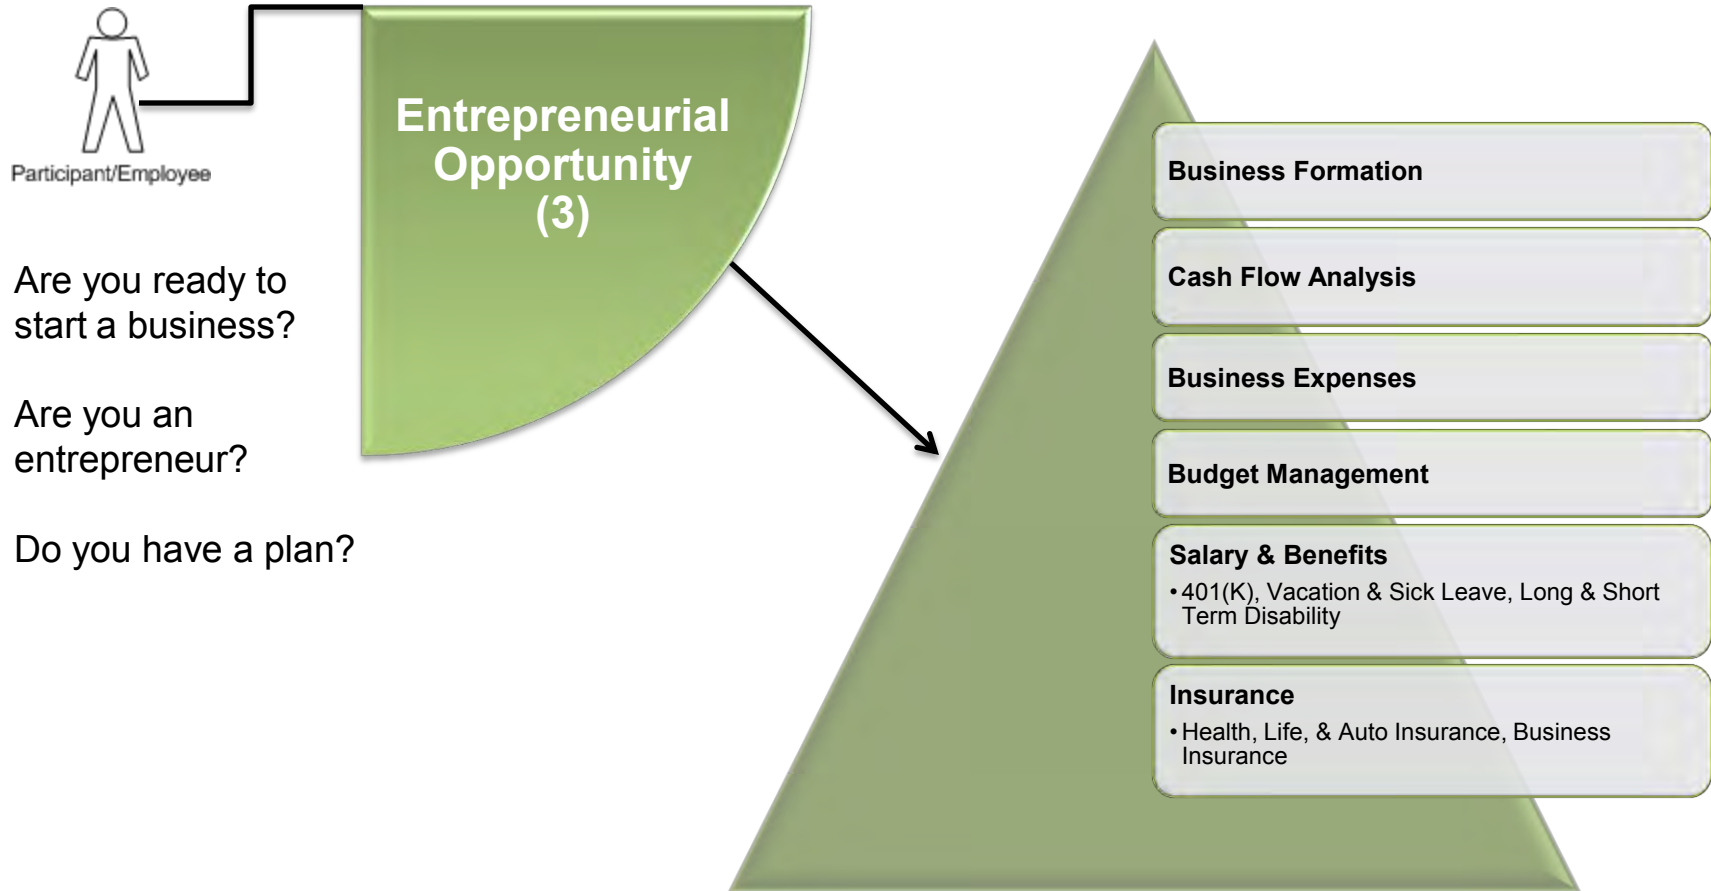 Participant/Employee
Entrepreneurial
Opportunity
(3)
Are you ready to
start a business?
Are you an
entrepreneur?
Do you have a plan?
Business Formation
Cash Flow Analysis
Business Expenses
Budget Management
Salary & Benefits
• 401(K), Vacation & Sick Leave, Long & Short
Term Disability
Insurance
• Health, Life, & Auto Insurance, Business
Insurance